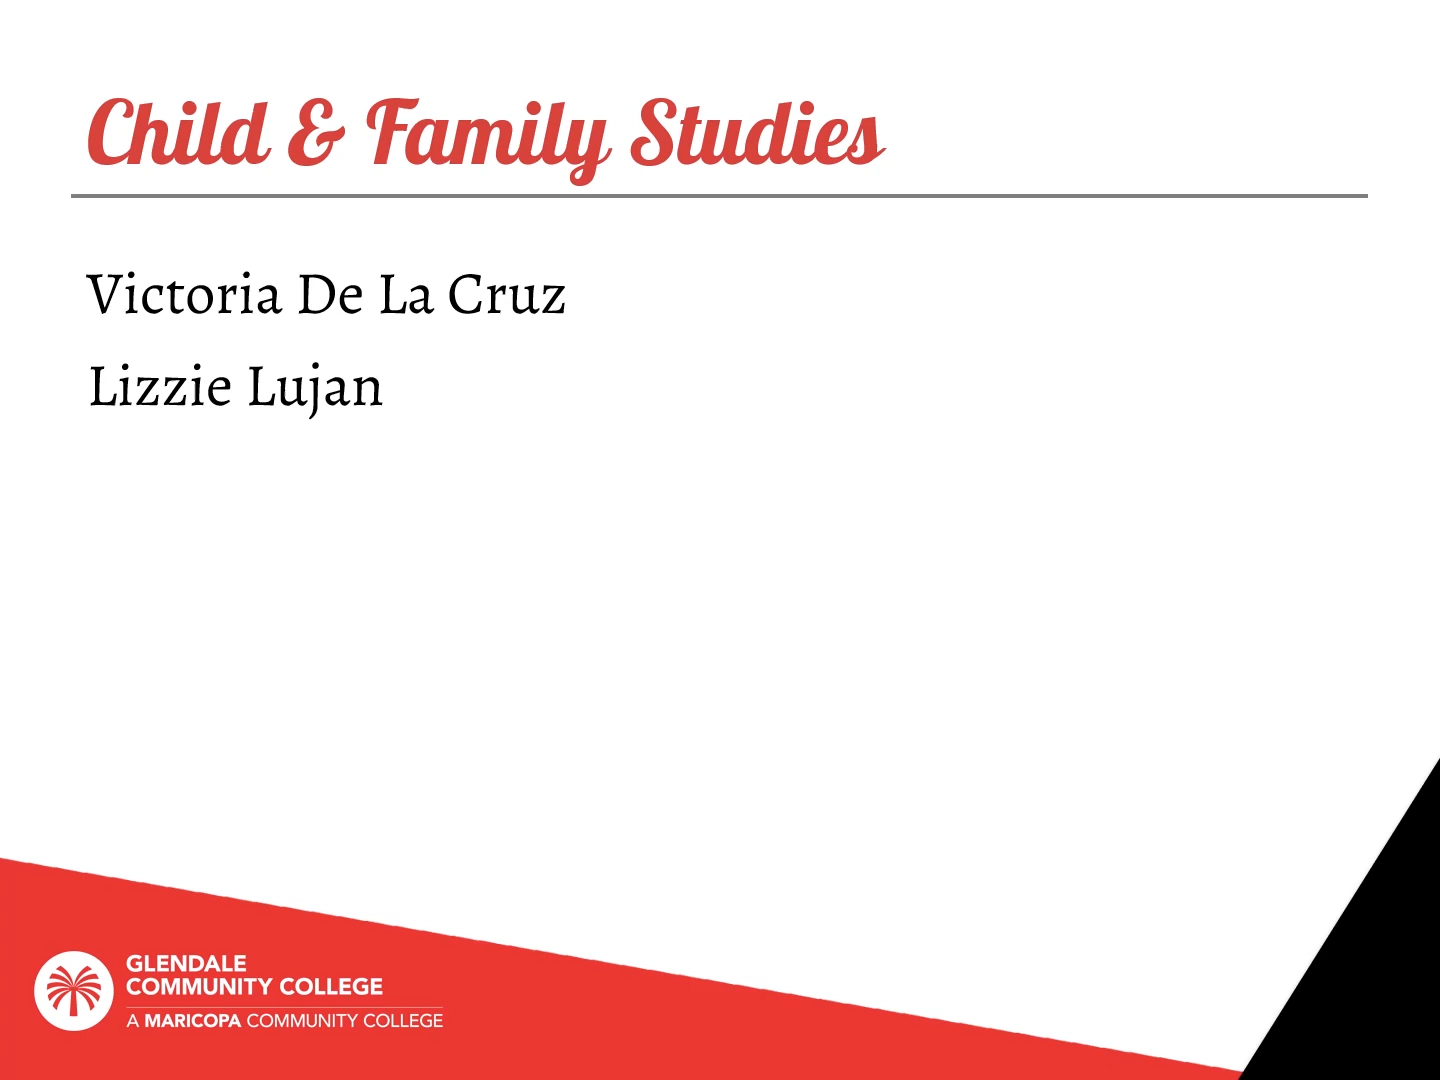 Child & Family Studies
Victoria De La Cruz
Lizzie Lujan
GLENDALE
COMMUNITY COLLEGE
A MARICOPA COMMUNITY COLLEGE